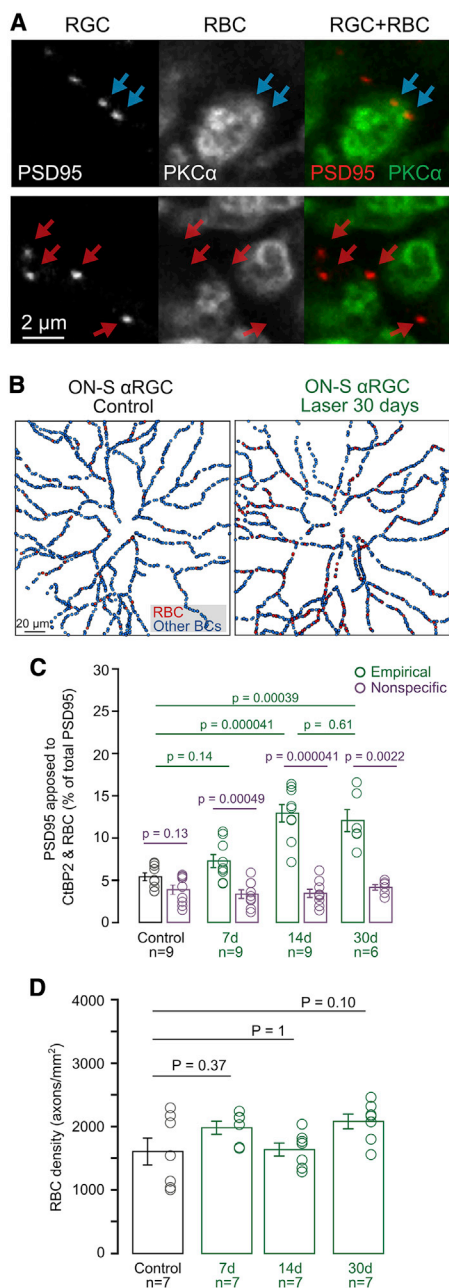 A
RGC RBC RGC+RBC
PSD95 PKCα PSD95 PKCα
2 μm
B
ON-S αRGC
Control
ON-S αRGC
Laser 30 days
RBC
Other BCs
20 μm
C
Empirical
Nonspecific
PSD95 apposed to
CtBP2 & RBC (% of total PSD95)
30
25
20
15
10
5
0
p = 0.00039
p = 0.000041 p = 0.61
p = 0.14 p = 0.000041 p = 0.0022
p = 0.00049
p = 0.13
Control 7d 14d 30d
n=9 n=9 n=9 n=6
D
RBC density (axons/mm²)
4000
3000
2000
1000
0
P = 0.10
P = 1
P = 0.37
Control 7d 14d 30d
n=7 n=7 n=7 n=7